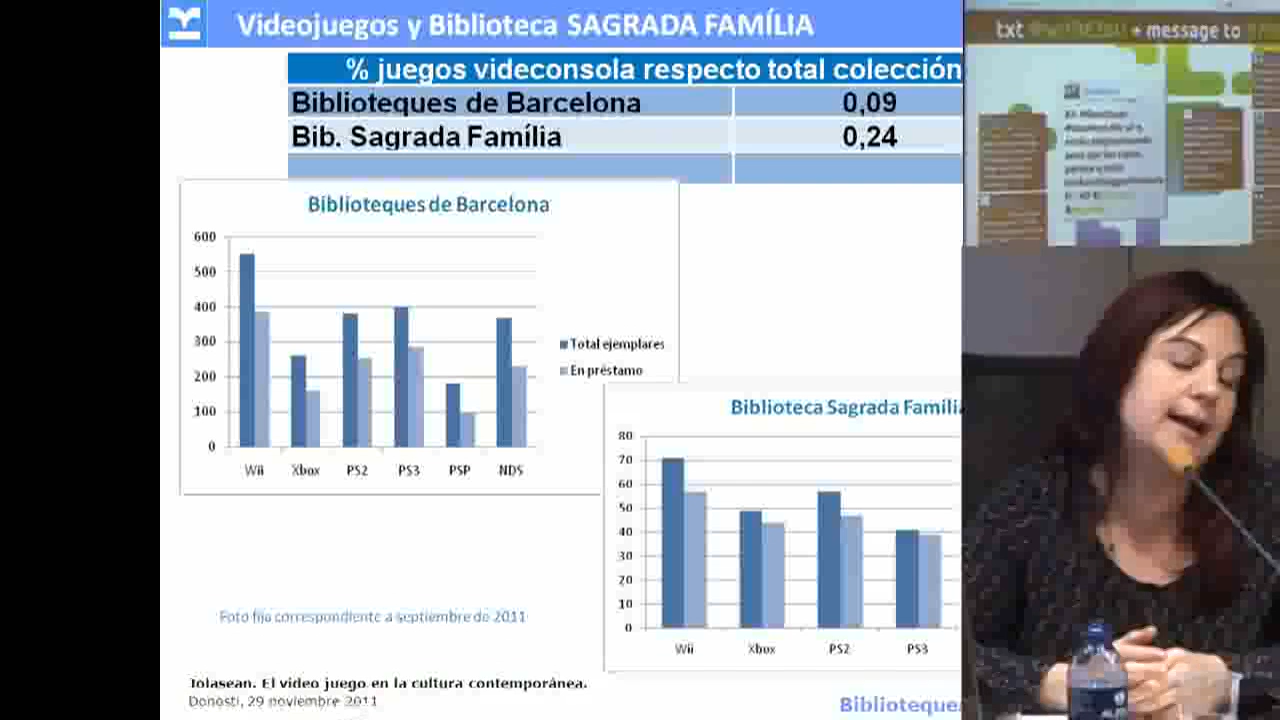 Videojuegos y Biblioteca SAGRADA FAMÍLIA
% juegos videconsola respecto total colección
Biblioteques de Barcelona 0,09
Bib. Sagrada Família 0,24
Biblioteques de Barcelona
600
500
400
300
200
100
0
Wii Xbox PS2 PS3 PSP NDS
Total ejemplares
En préstamo
Biblioteca Sagrada Família
80
70
60
50
40
30
20
10
0
Wii Xbox PS2 PS3
Foto fija correspondiente a septiembre de 2011
Jolasean. El video juego en la cultura contemporánea.
Donosti, 29 noviembre 2011
Biblioteques
txt + message to